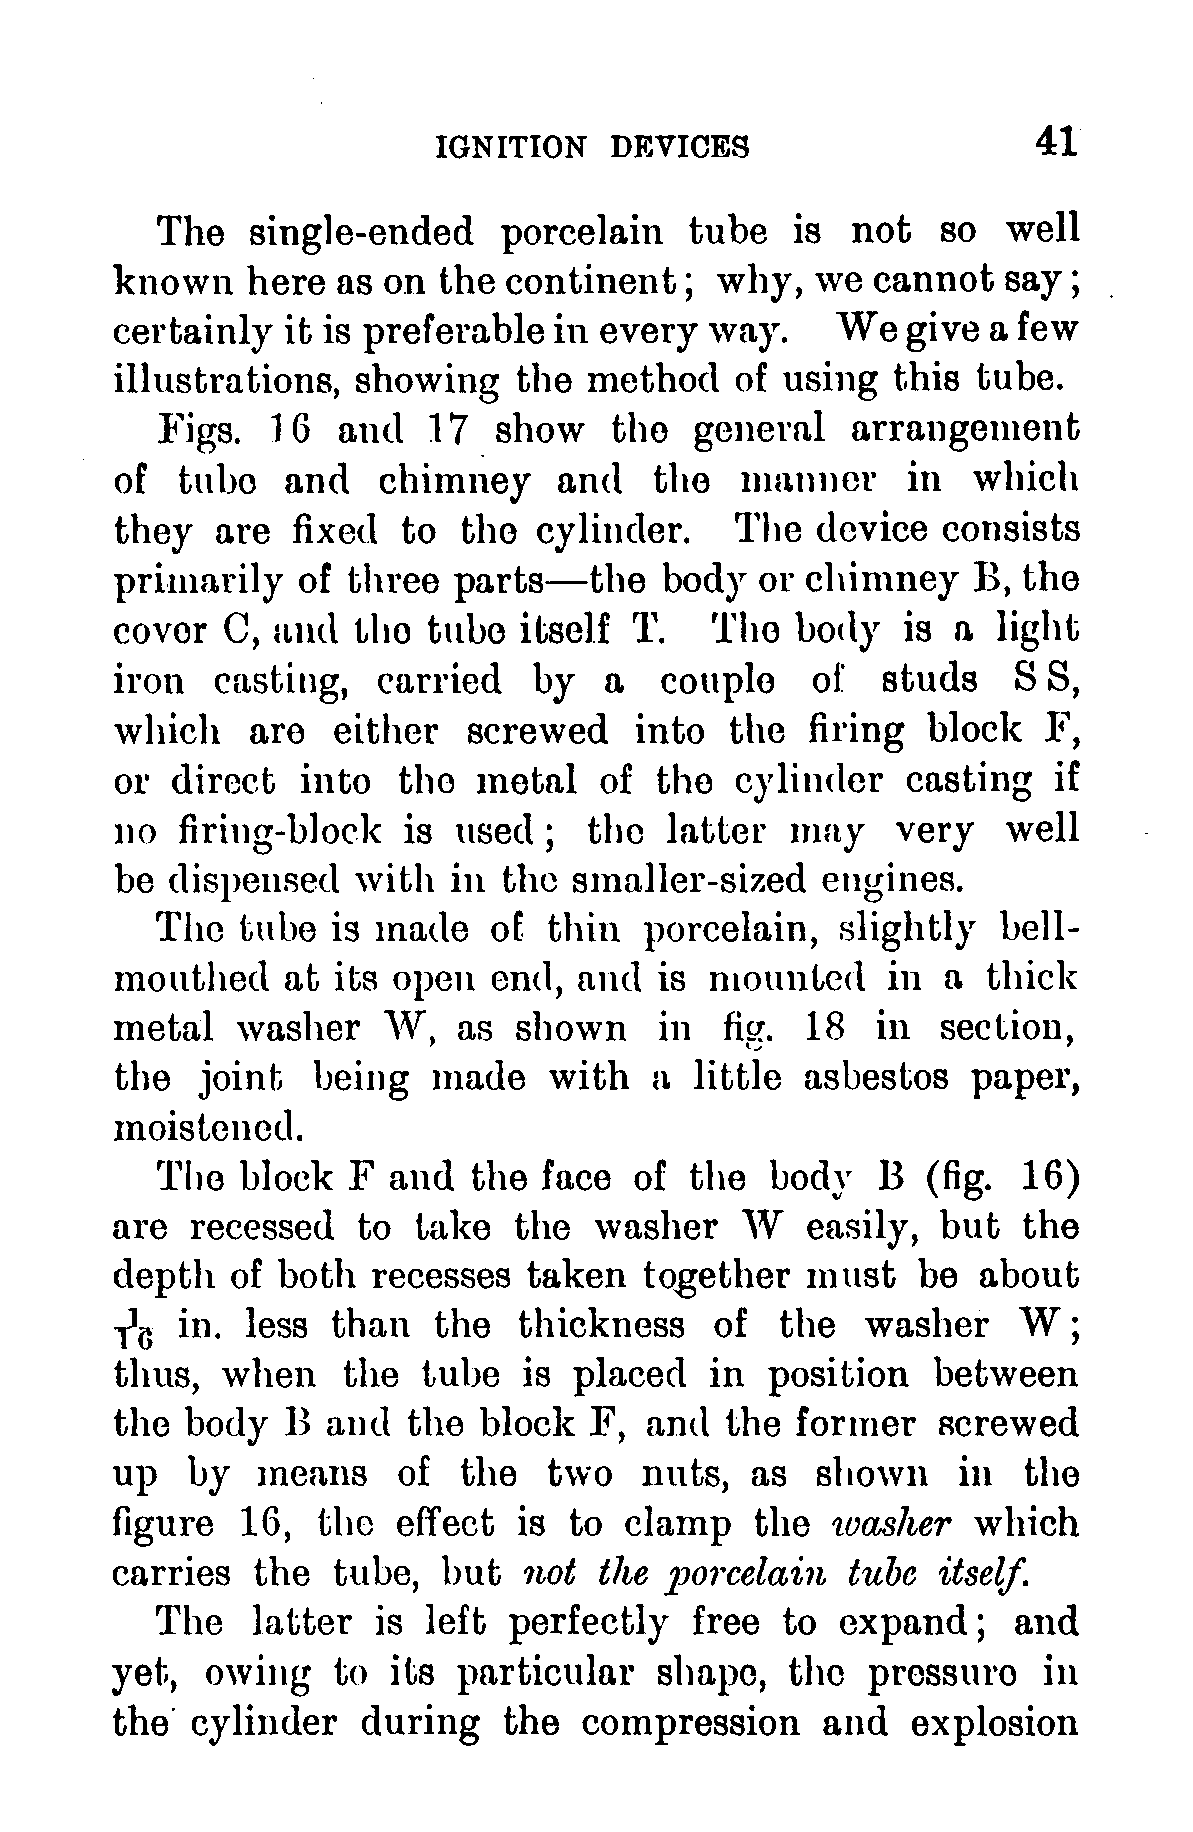 IGNITION DEVICES 41
The single-ended porcelain tube is not so well
known here as on the continent; why, we cannot say;
certainly it is preferable in every way. We give a few
illustrations, showing the method of using this tube.
Figs. 16 and 17 show the general arrangement
of tube and chimney and the manner in which
they are fixed to the cylinder. The device consists
primarily of three parts—the body or chimney B, the
cover C, and the tube itself T. The body is a light
iron casting, carried by a couple of studs S S,
which are either screwed into the firing block F,
or direct into the metal of the cylinder casting if
no firing-block is used; the latter may very well
be dispensed with in the smaller-sized engines.
The tube is made of thin porcelain, slightly bell-
mouthed at its open end, and is mounted in a thick
metal washer W, as shown in fig. 18 in section,
the joint being made with a little asbestos paper,
moistened.
The block F and the face of the body B (fig. 16)
are recessed to take the washer W easily, but the
depth of both recesses taken together must be about
1/16 in. less than the thickness of the washer W;
thus, when the tube is placed in position between
the body B and the block F, and the former screwed
up by means of the two nuts, as shown in the
figure 16, the effect is to clamp the washer which
carries the tube, but not the porcelain tube itself.
The latter is left perfectly free to expand; and
yet, owing to its particular shape, the pressure in
the cylinder during the compression and explosion